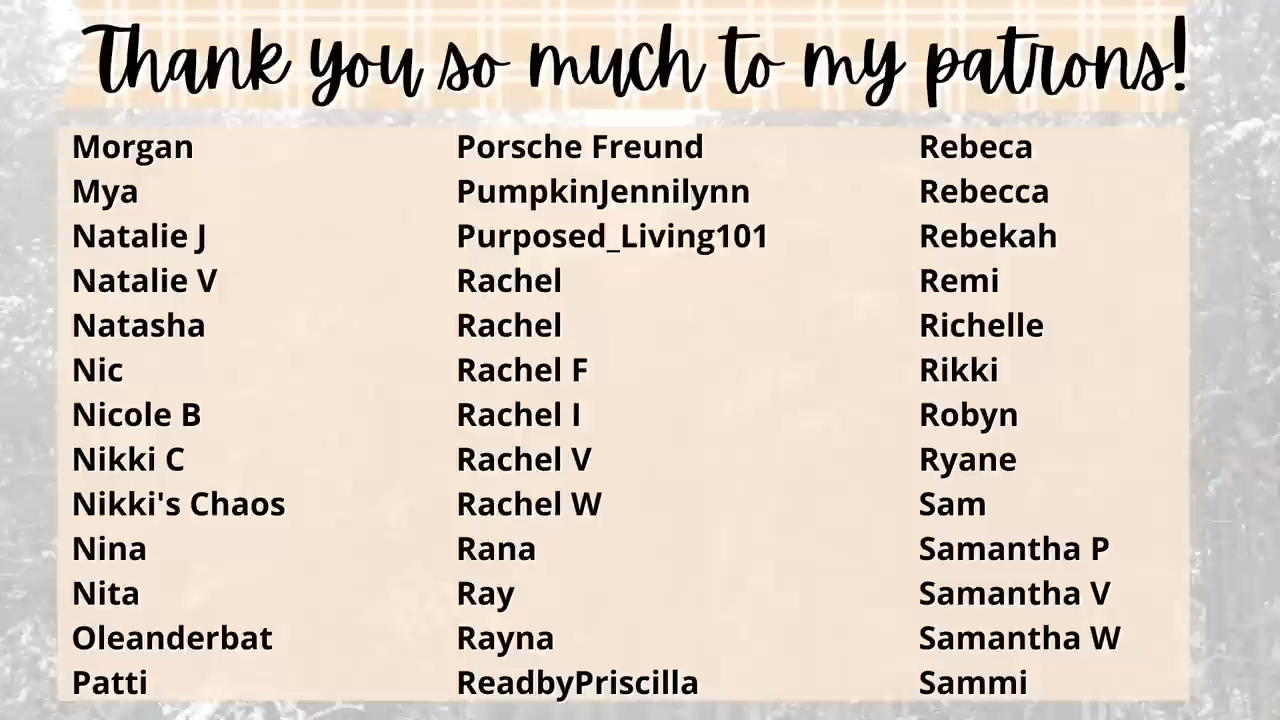 Thank you so much to my patrons!
Morgan
Mya
Natalie J
Natalie V
Natasha
Nic
Nicole B
Nikki C
Nikki's Chaos
Nina
Nita
Oleanderbat
Patti
Porsche Freund
PumpkinJennilynn
Purposed_Living101
Rachel
Rachel
Rachel F
Rachel I
Rachel V
Rachel W
Rana
Ray
Rayna
ReadbyPriscilla
Rebeca
Rebecca
Rebekah
Remi
Richelle
Rikki
Robyn
Ryane
Sam
Samantha P
Samantha V
Samantha W
Sammi